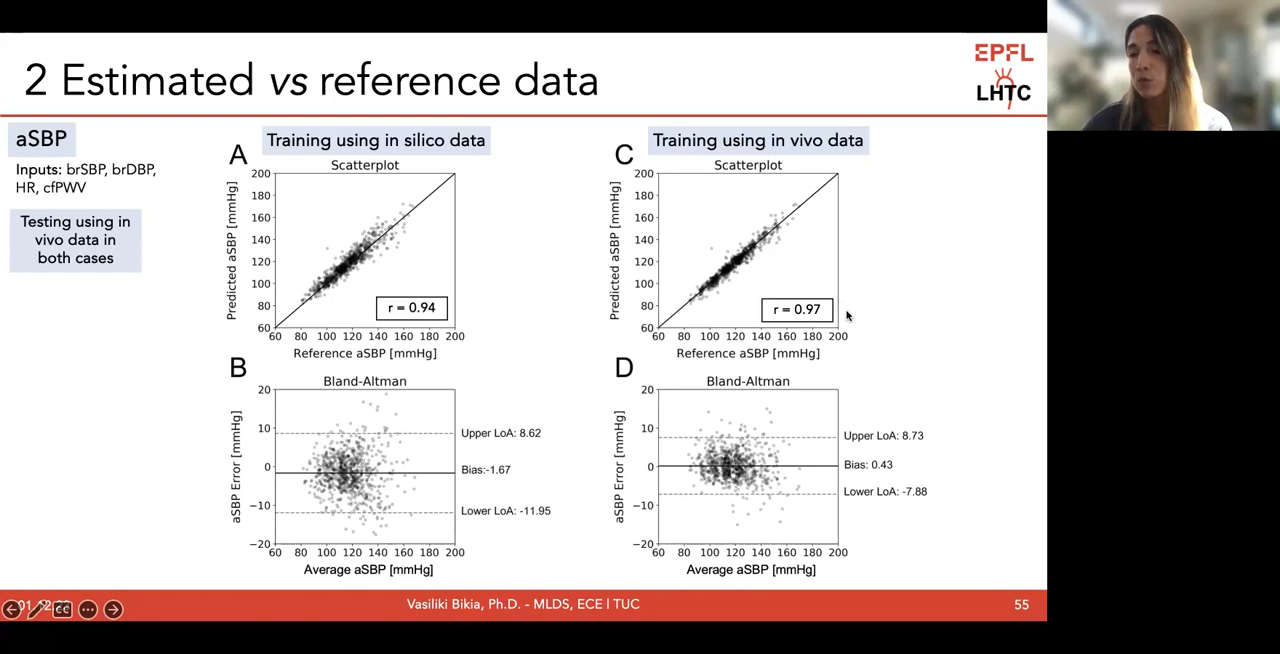 2 Estimated vs reference data
EPFL
LHTC
aSBP
Inputs: brSBP, brDBP,
HR, cfPWV
Testing using in
vivo data in
both cases
A
Training using in silico data
Scatterplot
Predicted aSBP [mmHg]
200
180
160
140
120
100
80
60
r = 0.94
60 80 100 120 140 160 180 200
Reference aSBP [mmHg]
B
Bland-Altman
aSBP Error [mmHg]
20
10
0
−10
−20
Upper LoA: 8.62
Bias:-1.67
Lower LoA: -11.95
60 80 100 120 140 160 180 200
Average aSBP [mmHg]
C
Training using in vivo data
Scatterplot
Predicted aSBP [mmHg]
200
180
160
140
120
100
80
60
r = 0.97
60 80 100 120 140 160 180 200
Reference aSBP [mmHg]
D
Bland-Altman
aSBP Error [mmHg]
20
10
0
−10
−20
Upper LoA: 8.73
Bias: 0.43
Lower LoA: -7.88
60 80 100 120 140 160 180 200
Average aSBP [mmHg]
Vasiliki Bikia, Ph.D. - MLDS, ECE | TUC
55